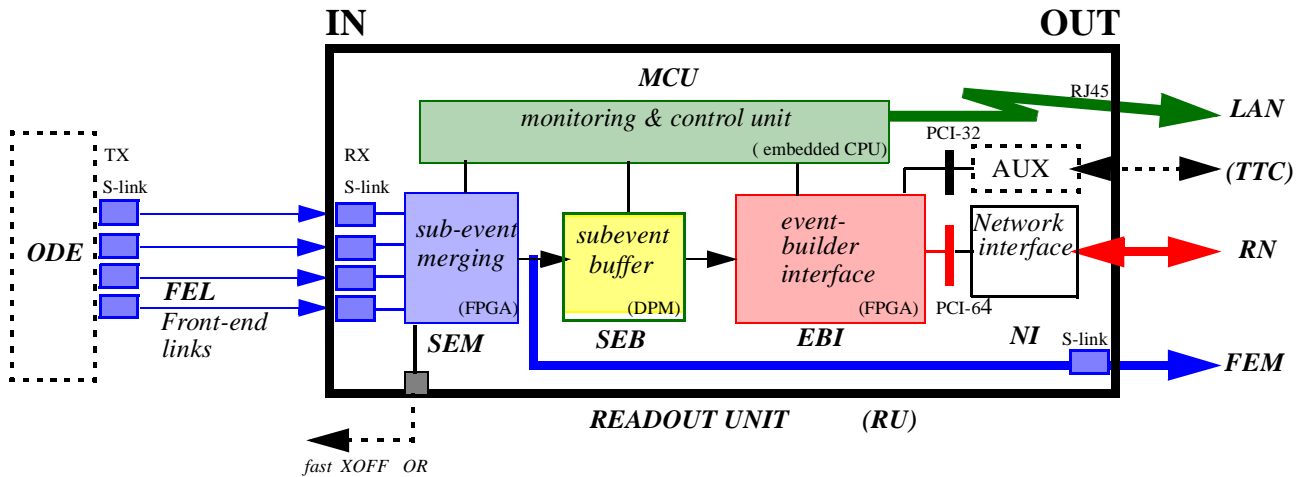 IN
OUT
MCU
RJ45
LAN
monitoring & control unit
( embedded CPU)
PCI-32
TX
RX
AUX
(TTC)
S-link
S-link
ODE
sub-event
merging
(FPGA)
subevent
buffer
(DPM)
event-
builder
interface
(FPGA)
Network
interface
RN
FEL
Front-end
links
PCI-64
SEM
SEB
EBI
NI
S-link
FEM
READOUT UNIT (RU)
fast XOFF OR